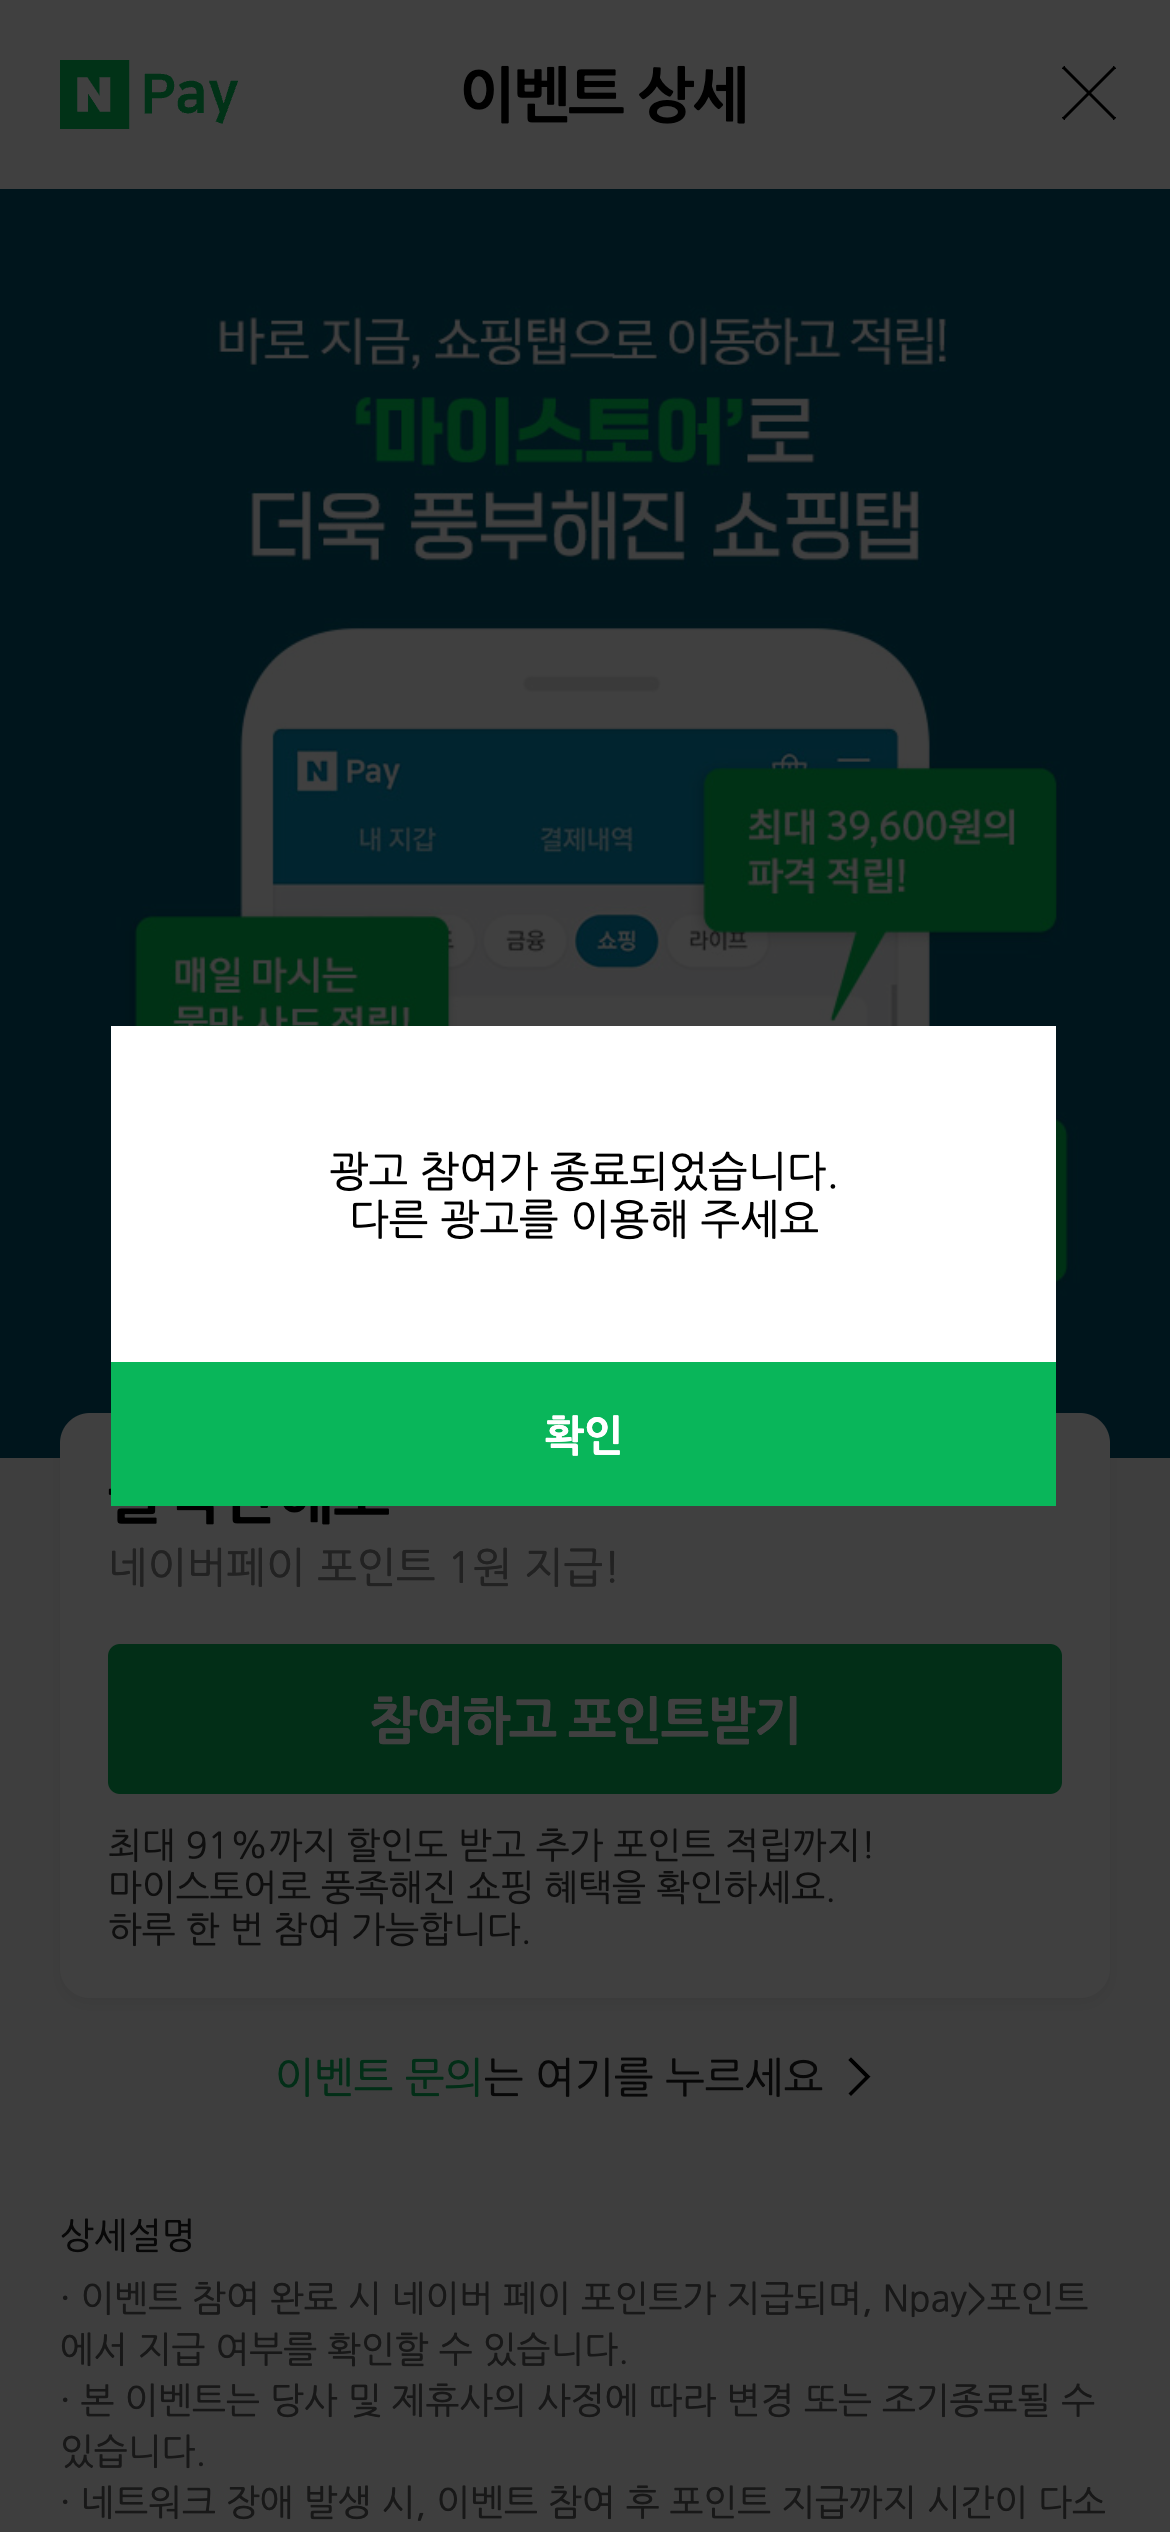 N Pay
이벤트 상세
바로 지금, 쇼핑탭으로 이동하고 적립!
‘마이스토어’로
더욱 풍부해진 쇼핑탭
N Pay
내 지갑
결제내역
최대 39,600원의
파격 적립!
금융
쇼핑
라이프
매일 마시는
물만 사도 적립!
광고 참여가 종료되었습니다.
다른 광고를 이용해 주세요
확인
네이버페이 포인트 1원 지급!
참여하고 포인트받기
최대 91%까지 할인도 받고 추가 포인트 적립까지!
마이스토어로 풍족해진 쇼핑 혜택을 확인하세요.
하루 한 번 참여 가능합니다.
이벤트 문의는 여기를 누르세요
상세설명
· 이벤트 참여 완료 시 네이버 페이 포인트가 지급되며, Npay>포인트
에서 지급 여부를 확인할 수 있습니다.
· 본 이벤트는 당사 및 제휴사의 사정에 따라 변경 또는 조기종료될 수
있습니다.
· 네트워크 장애 발생 시, 이벤트 참여 후 포인트 지급까지 시간이 다소